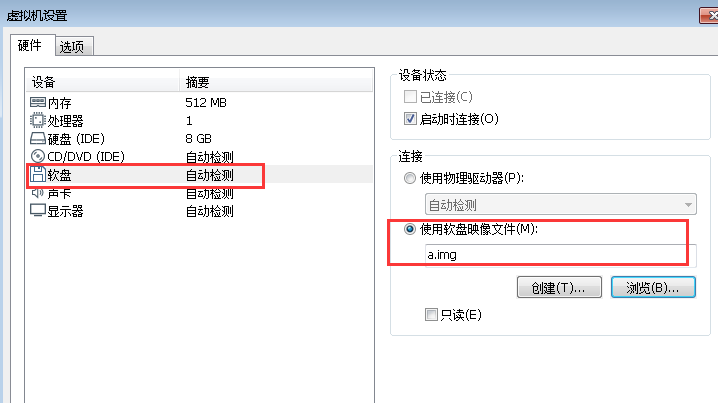 虚拟机设置
硬件 选项
设备 摘要
内存 512 MB
处理器 1
硬盘 (IDE) 8 GB
CD/DVD (IDE) 自动检测
软盘 自动检测
声卡 自动检测
显示器 自动检测
设备状态
已连接(C)
启动时连接(O)
连接
使用物理驱动器(P):
自动检测
使用软盘映像文件(M):
a.img
创建(T)... 浏览(B)...
只读(E)